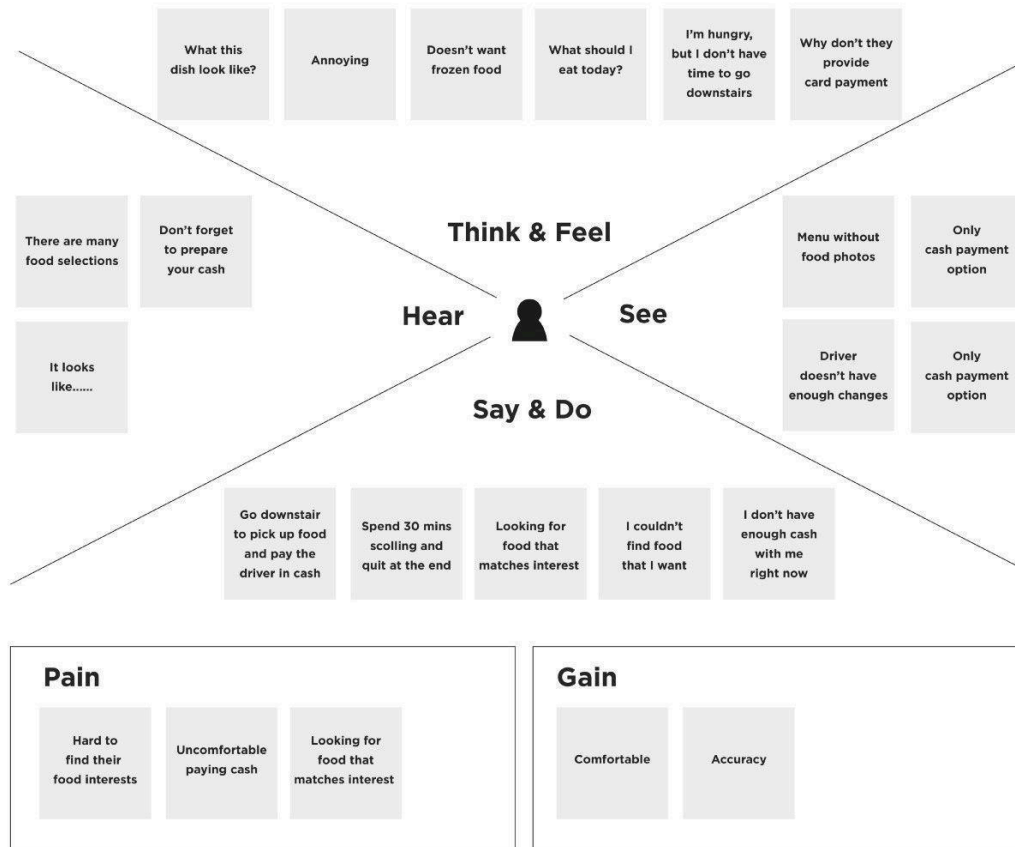 What this
dish look like?
Annoying
Doesn't want
frozen food
What should I
eat today?
I'm hungry,
but I don't have
time to go
downstairs
Why don't they
provide
card payment
Think & Feel
There are many
food selections
Don't forget
to prepare
your cash
It looks
like......
Hear
See
Menu without
food photos
Only
cash payment
option
Driver
doesn't have
enough changes
Only
cash payment
option
Say & Do
Go downstair
to pick up food
and pay the
driver in cash
Spend 30 mins
scolling and
quit at the end
Looking for
food that
matches interest
I couldn't
find food
that I want
I don't have
enough cash
with me
right now
Pain
Hard to
find their
food interests
Uncomfortable
paying cash
Looking for
food that
matches interest
Gain
Comfortable
Accuracy